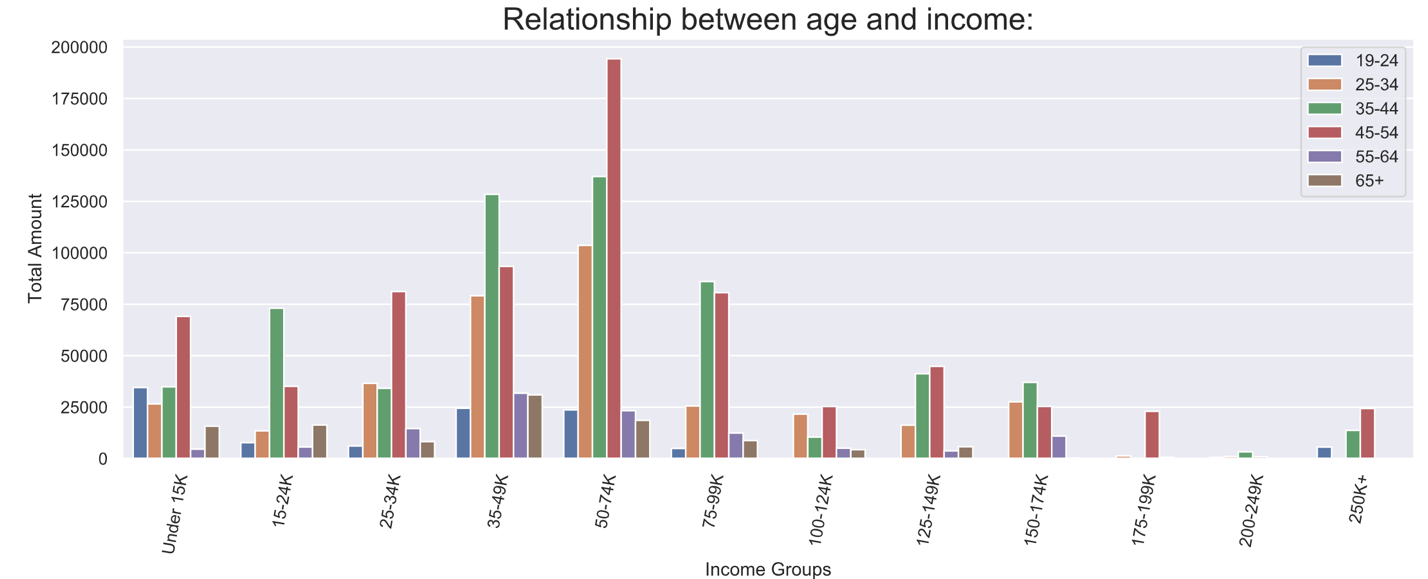 Relationship between age and income:
200000
175000
150000
125000
100000
75000
50000
25000
0
Total Amount
19-24
25-34
35-44
45-54
55-64
65+
Under 15K
15-24K
25-34K
35-49K
50-74K
75-99K
100-124K
125-149K
150-174K
175-199K
200-249K
250K+
Income Groups